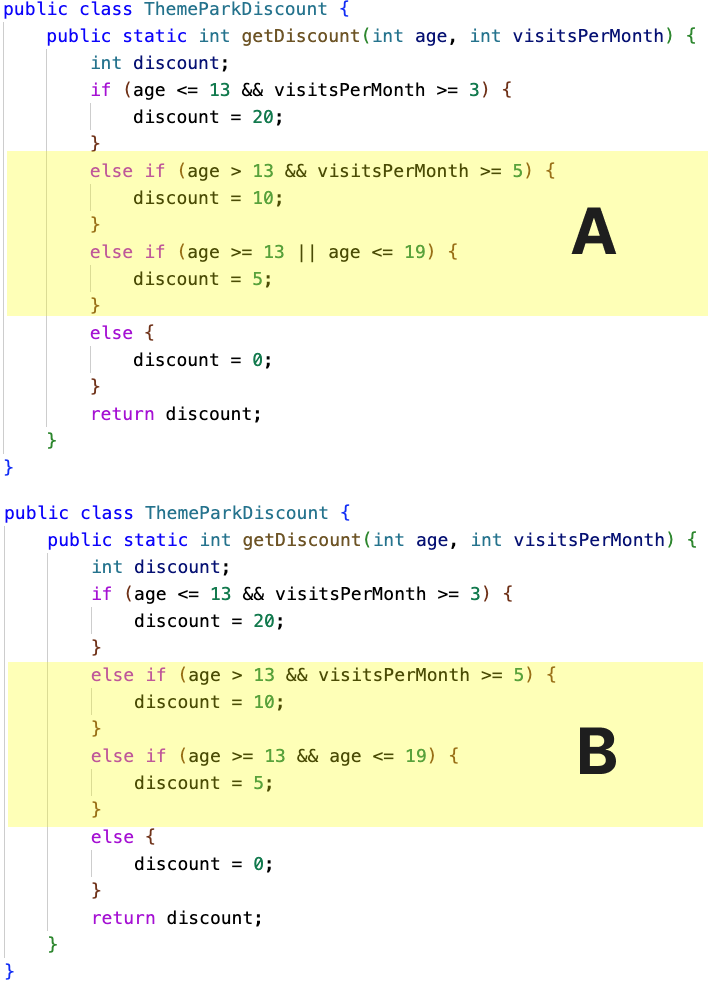 public class ThemeParkDiscount {
    public static int getDiscount(int age, int visitsPerMonth) {
        int discount;
        if (age <= 13 && visitsPerMonth >= 3) {
            discount = 20;
        }
        else if (age > 13 && visitsPerMonth >= 5) {
            discount = 10;
        }
        else if (age >= 13 || age <= 19) {
            discount = 5;
        }
        else {
            discount = 0;
        }
        return discount;
    }
}
A
public class ThemeParkDiscount {
    public static int getDiscount(int age, int visitsPerMonth) {
        int discount;
        if (age <= 13 && visitsPerMonth >= 3) {
            discount = 20;
        }
        else if (age > 13 && visitsPerMonth >= 5) {
            discount = 10;
        }
        else if (age >= 13 && age <= 19) {
            discount = 5;
        }
        else {
            discount = 0;
        }
        return discount;
    }
}
B